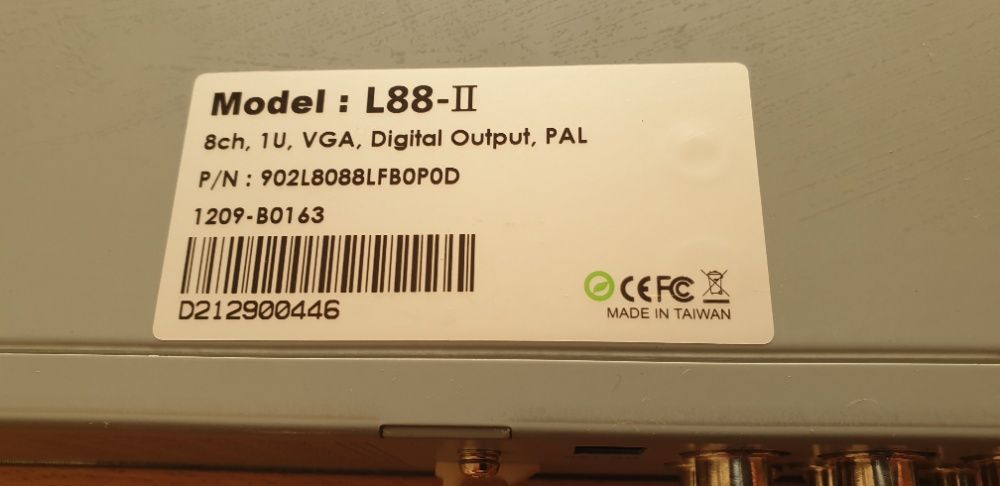 Model : L88-Ⅱ
8ch, 1U, VGA, Digital Output, PAL
P/N : 902L8088LFB0P0D
1209-B0163
D212900446
CE FC
MADE IN TAIWAN